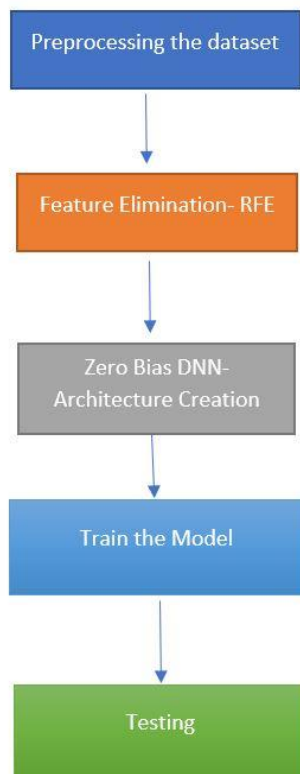 Preprocessing the dataset
Feature Elimination- RFE
Zero Bias DNN-
Architecture Creation
Train the Model
Testing